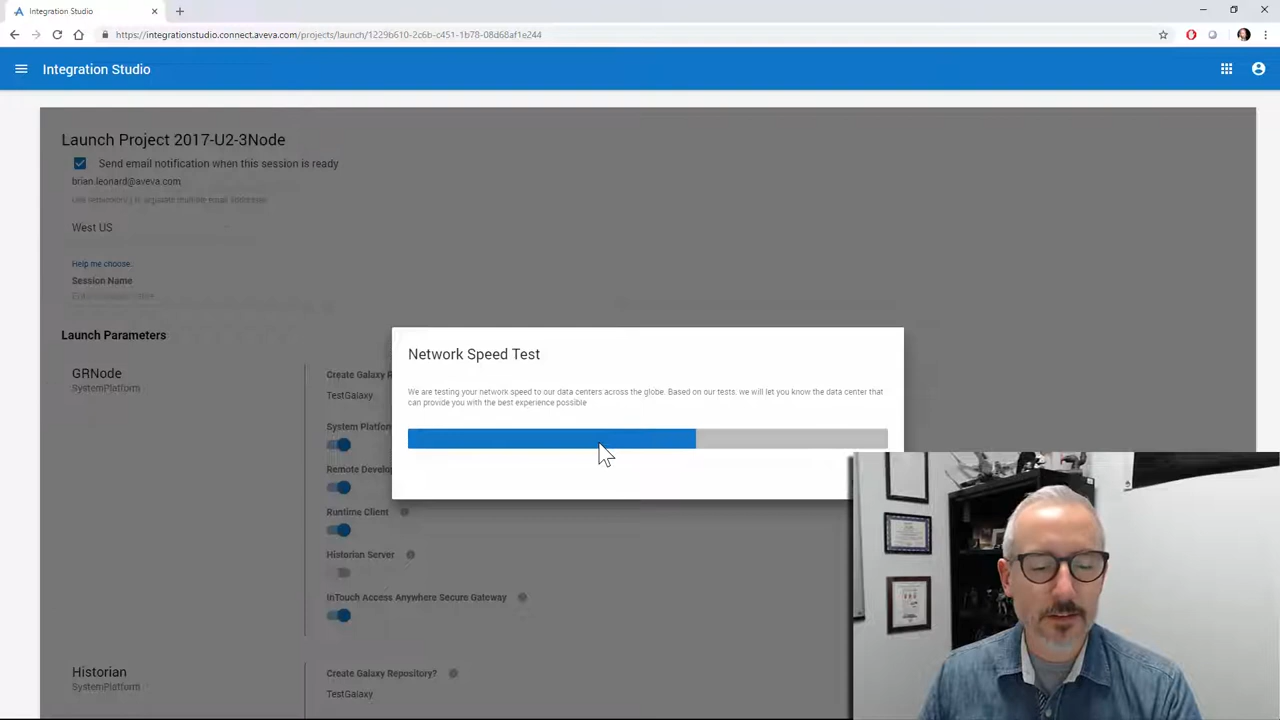 Integration Studio
https://integrationstudio.connect.aveva.com/projects/launch/1229b610-2c6b-c451-1b78-08d68af1e244
Integration Studio
Launch Project 2017-U2-3Node
Send email notification when this session is ready
brian.leonard@aveva.com
West US
Help me choose.
Session Name
Launch Parameters
GRNode
SystemPlatform
Create Galaxy R
TestGalaxy
System Platfor
Remote Develo
Runtime Client
Historian Server
InTouch Access Anywhere Secure Gateway
Network Speed Test
We are testing your network speed to our data centers across the globe. Based on our tests, we will let you know the data center that
can provide you with the best experience possible
Historian
SystemPlatform
Create Galaxy Repository?
TestGalaxy